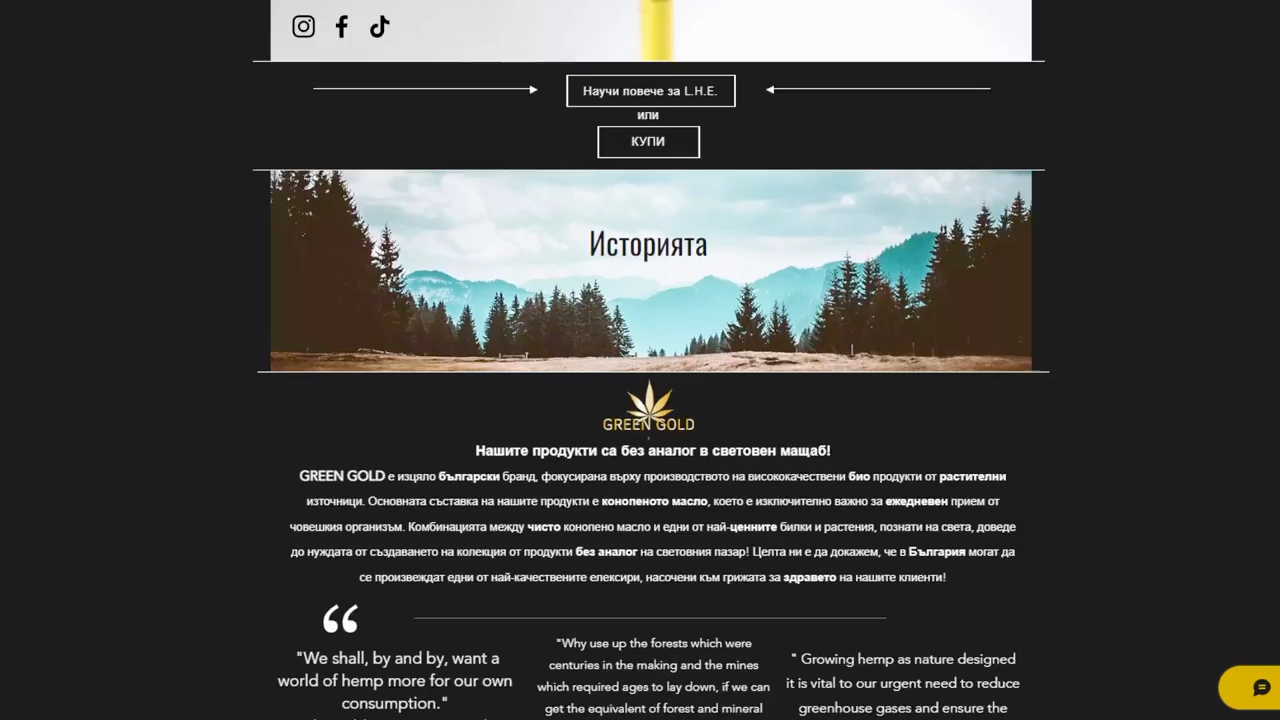 Научи повече за L.H.E.
или
КУПИ
Историята
GREEN GOLD
Нашите продукти са без аналог в световен мащаб!
GREEN GOLD е изцяло български бранд, фокусирана върху производството на висококачествени био продукти от растителни
източници. Основната съставка на нашите продукти е конопеното масло, което е изключително важно за ежедневен прием от
човешкия организъм. Комбинацията между чисто конопено масло и едни от най-ценните билки и растения, познати на света, доведе
до нуждата от създаването на колекция от продукти без аналог на световния пазар! Целта ни е да докажем, че в България могат да
се произвеждат едни от най-качествените елексири, насочени към грижата за здравето на нашите клиенти!
"We shall, by and by, want a
world of hemp more for our own
consumption."
"Why use up the forests which were
centuries in the making and the mines
which required ages to lay down, if we can
get the equivalent of forest and mineral
" Growing hemp as nature designed
it is vital to our urgent need to reduce
greenhouse gases and ensure the